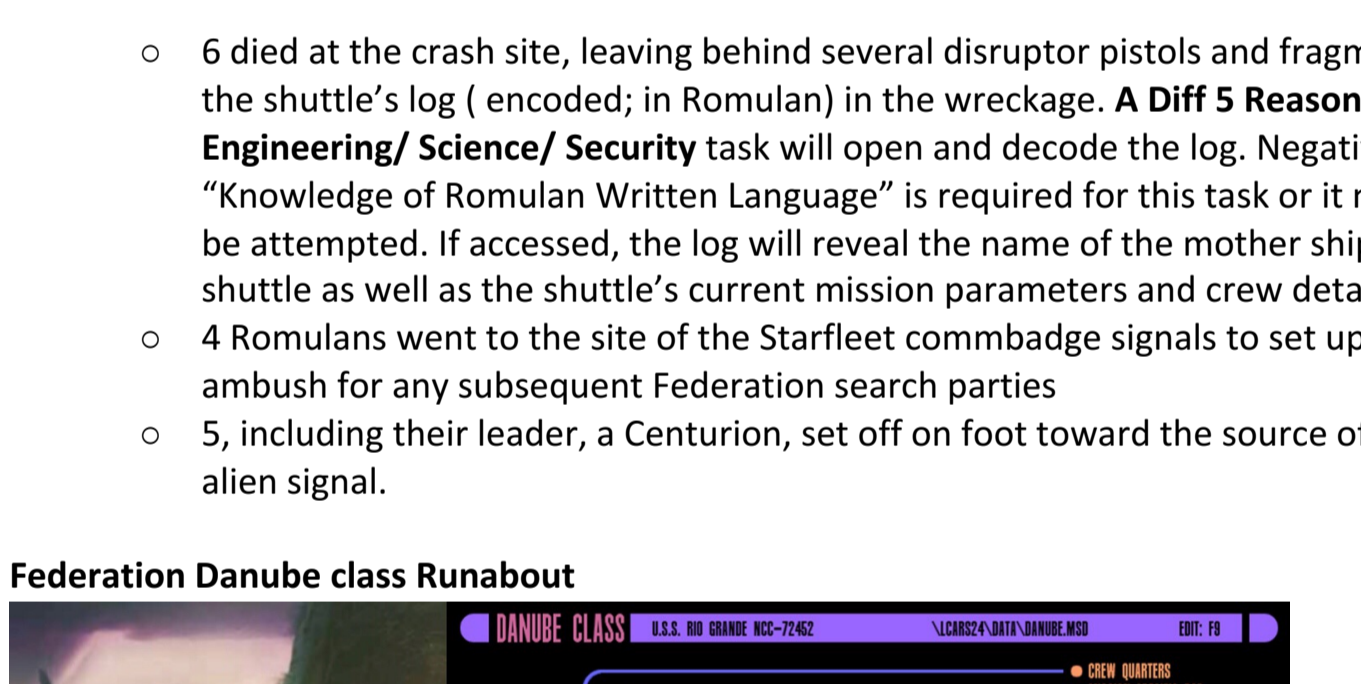 ○ 6 died at the crash site, leaving behind several disruptor pistols and fragm
the shuttle’s log ( encoded; in Romulan) in the wreckage. A Diff 5 Reason
Engineering/ Science/ Security task will open and decode the log. Negati
“Knowledge of Romulan Written Language” is required for this task or it
be attempted. If accessed, the log will reveal the name of the mother ship
shuttle as well as the shuttle’s current mission parameters and crew deta
○ 4 Romulans went to the site of the Starfleet commbadge signals to set up
ambush for any subsequent Federation search parties
○ 5, including their leader, a Centurion, set off on foot toward the source of
alien signal.
Federation Danube class Runabout
DANUBE CLASS U.S.S. RIO GRANDE NCC-72452 \LCARS24\DATA\DANUBE.MSD EDIT: F9
CREW QUARTERS